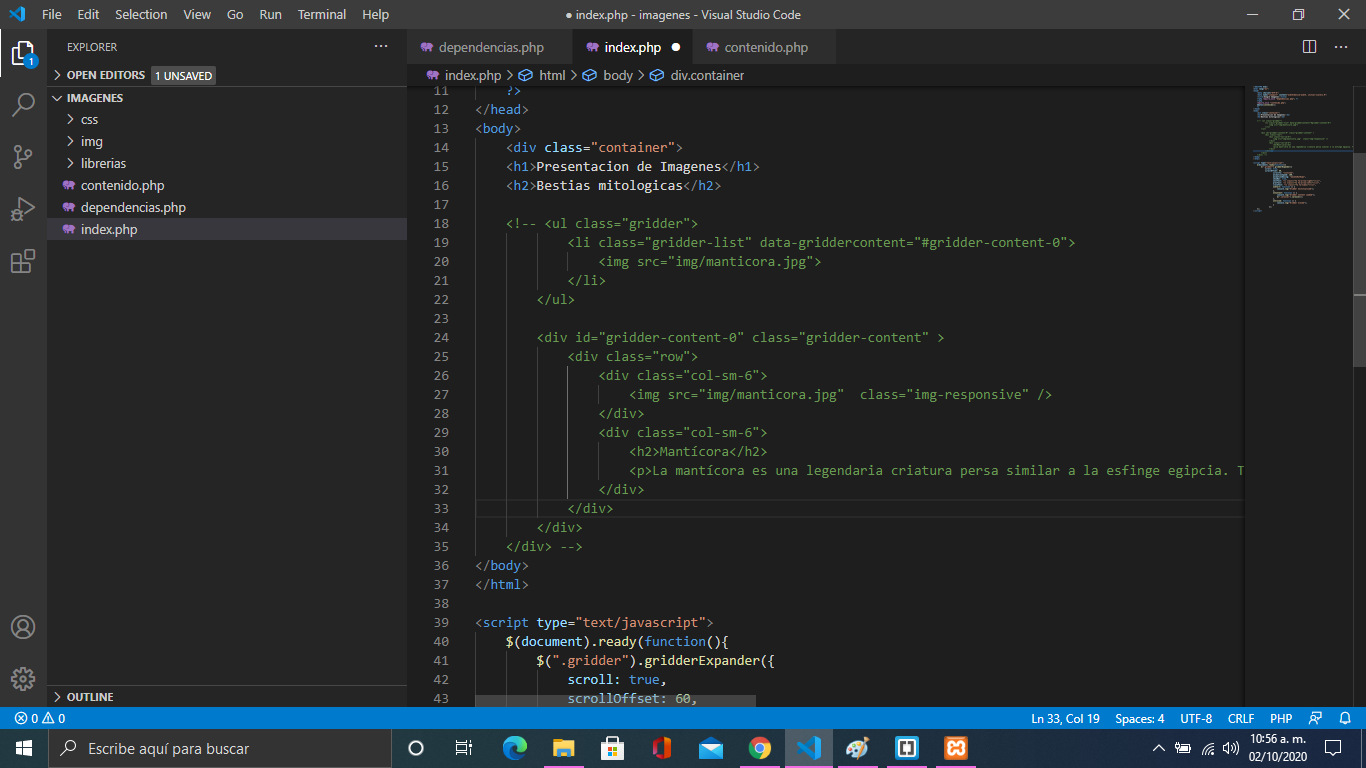 File Edit Selection View Go Run Terminal Help
● index.php - imagenes - Visual Studio Code
EXPLORER
dependencias.php
index.php
contenido.php
1
OPEN EDITORS 1 UNSAVED
index.php > html > body > div.container
IMAGENES
css
img
librerias
contenido.php
dependencias.php
index.php
11 ?>
12 </head>
13 <body>
14 <div class="container">
15 <h1>Presentacion de Imagenes</h1>
16 <h2>Bestias mitologicas</h2>
17
18 <!-- <ul class="gridder">
19 <li class="gridder-list" data-griddercontent="#gridder-content-0">
20 <img src="img/manticora.jpg">
21 </li>
22 </ul>
23
24 <div id="gridder-content-0" class="gridder-content" >
25 <div class="row">
26 <div class="col-sm-6">
27 <img src="img/manticora.jpg"  class="img-responsive" />
28 </div>
29 <div class="col-sm-6">
30 <h2>Mantícora</h2>
31 <p>La mantícora es una legendaria criatura persa similar a la esfinge egipcia. T
32 </div>
33 </div>
34 </div>
35 </div> -->
36 </body>
37 </html>
38
39 <script type="text/javascript">
40 $(document).ready(function(){
41 $(".gridder").gridderExpander({
42 scroll: true,
43 scrollOffset: 60,
OUTLINE
0 0
Ln 33, Col 19 Spaces: 4 UTF-8 CRLF PHP
Escribe aquí para buscar
10:56 a. m.
02/10/2020